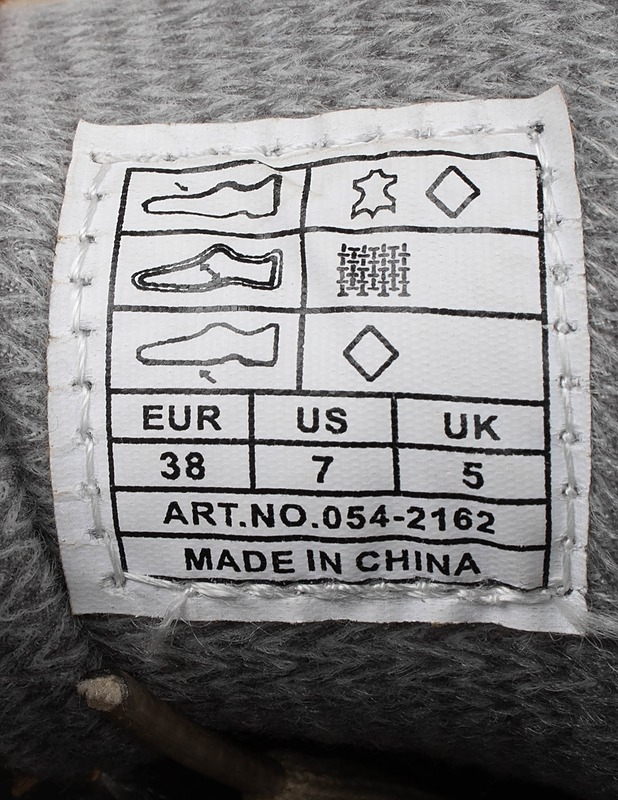 EUR US UK
38 7 5
ART.NO.054-2162
MADE IN CHINA